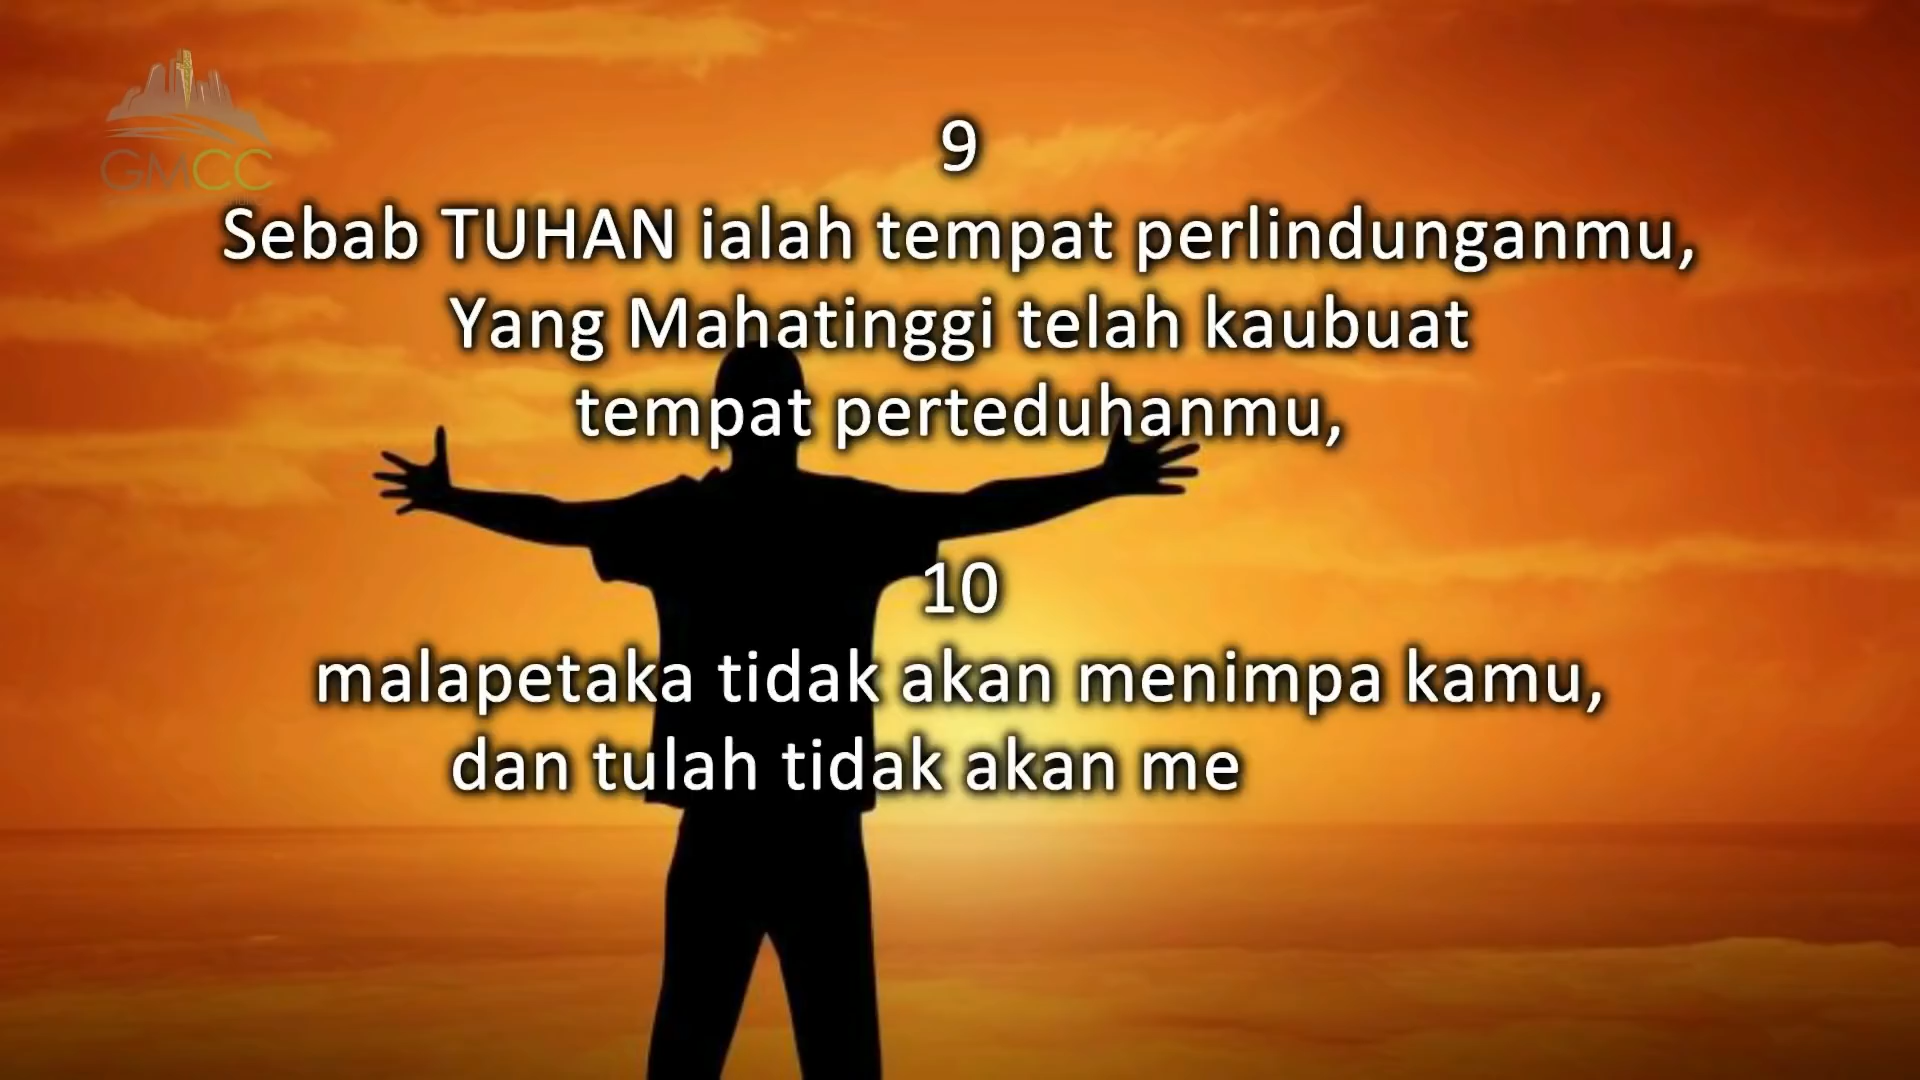 GMCC
9
Sebab TUHAN ialah tempat perlindunganmu,
Yang Mahatinggi telah kaubuat
tempat perteduhanmu,
10
malapetaka tidak akan menimpa kamu,
dan tulah tidak akan me